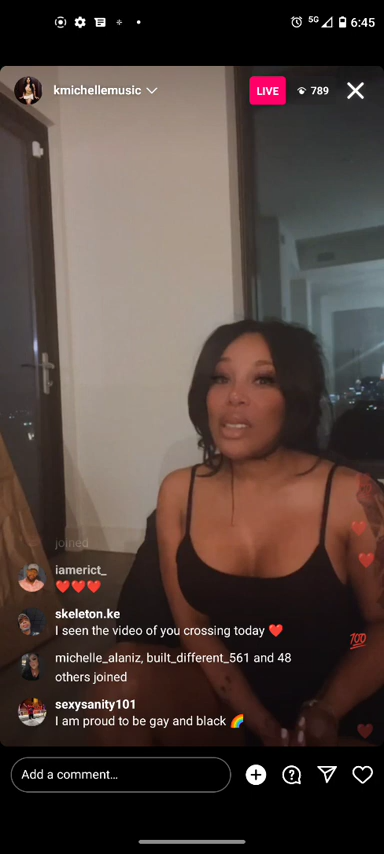 5G 6:45
kmichellemusic LIVE 789
joined
iamerict_
❤️❤️❤️
skeleton.ke
I seen the video of you crossing today ❤️
michelle_alaniz, built_different_561 and 48
others joined
💯
sexysanity101
I am proud to be gay and black 🏳️‍🌈
Add a comment...